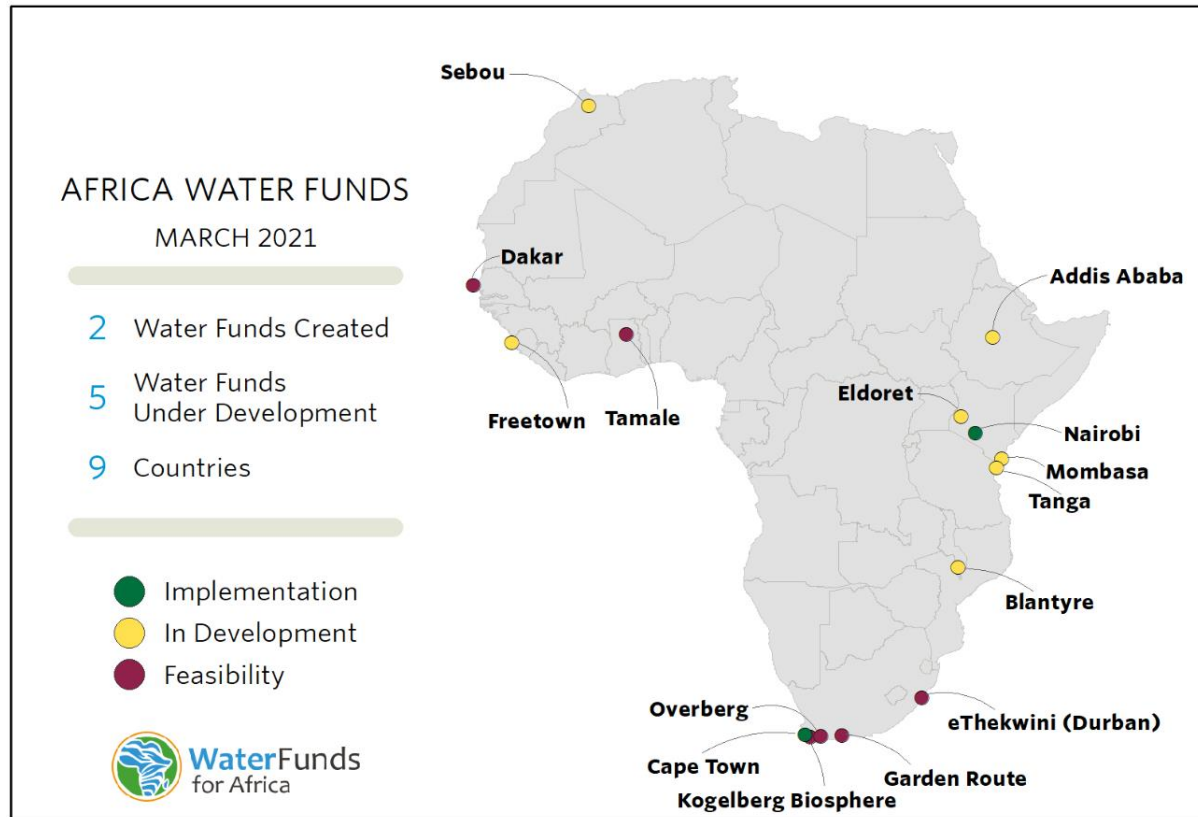 AFRICA WATER FUNDS
MARCH 2021
2 Water Funds Created
5 Water Funds
Under Development
9 Countries
Implementation
In Development
Feasibility
WaterFunds
for Africa
Sebou
Dakar
Addis Ababa
Freetown
Tamale
Eldoret
Nairobi
Mombasa
Tanga
Blantyre
Overberg
eThekwini (Durban)
Cape Town
Garden Route
Kogelberg Biosphere